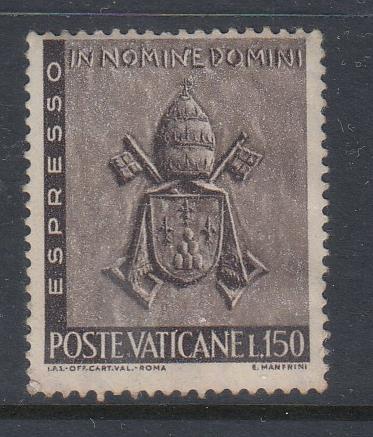 IN NOMINE DOMINI
ESPRESSO
POSTE VATICANE L.150
I.P.S.-OFF.CART.VAL.-ROMA E. MANFRINI